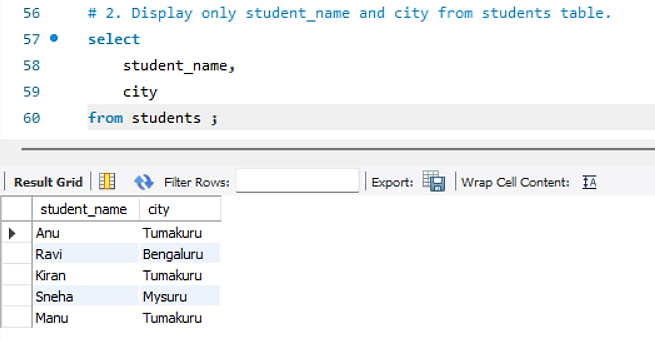 56 # 2. Display only student_name and city from students table.
57 select
58 student_name,
59 city
60 from students ;
Result Grid Filter Rows: Export: Wrap Cell Content: IA
student_name city
Anu Tumakuru
Ravi Bengaluru
Kiran Tumakuru
Sneha Mysuru
Manu Tumakuru